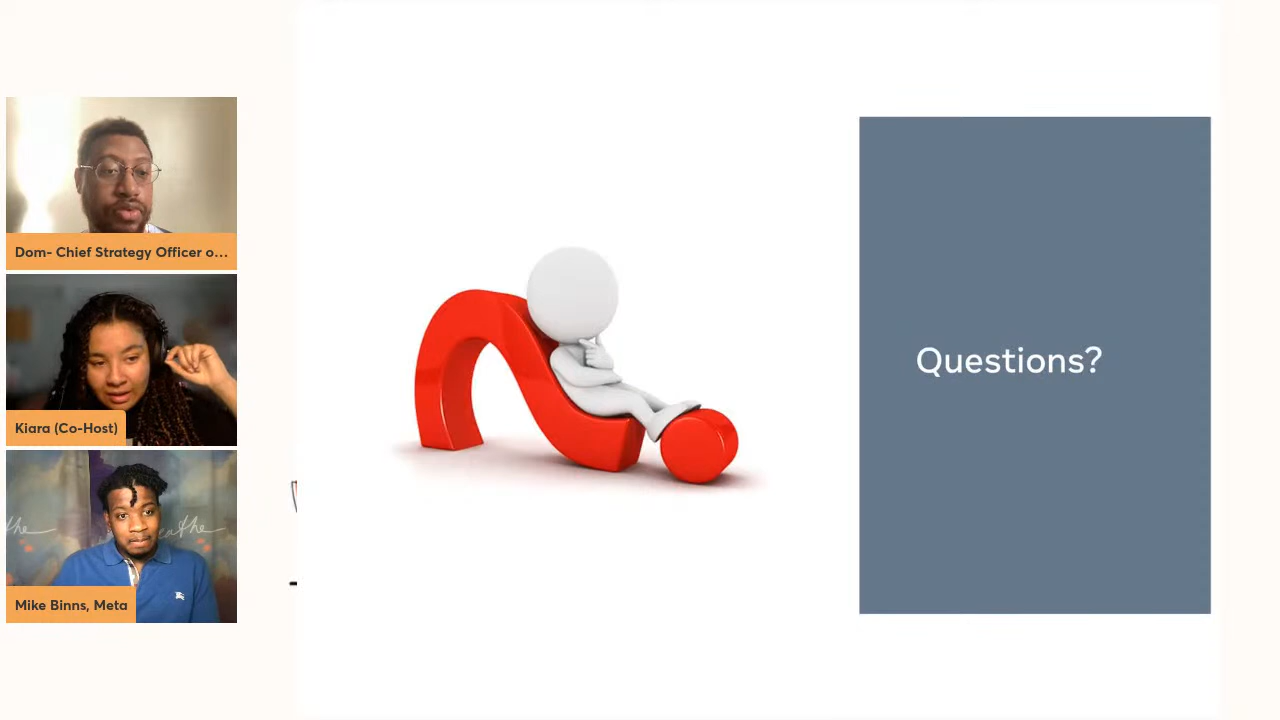 Dom- Chief Strategy Officer o…
Kiara (Co-Host)
Mike Binns, Meta
Questions?